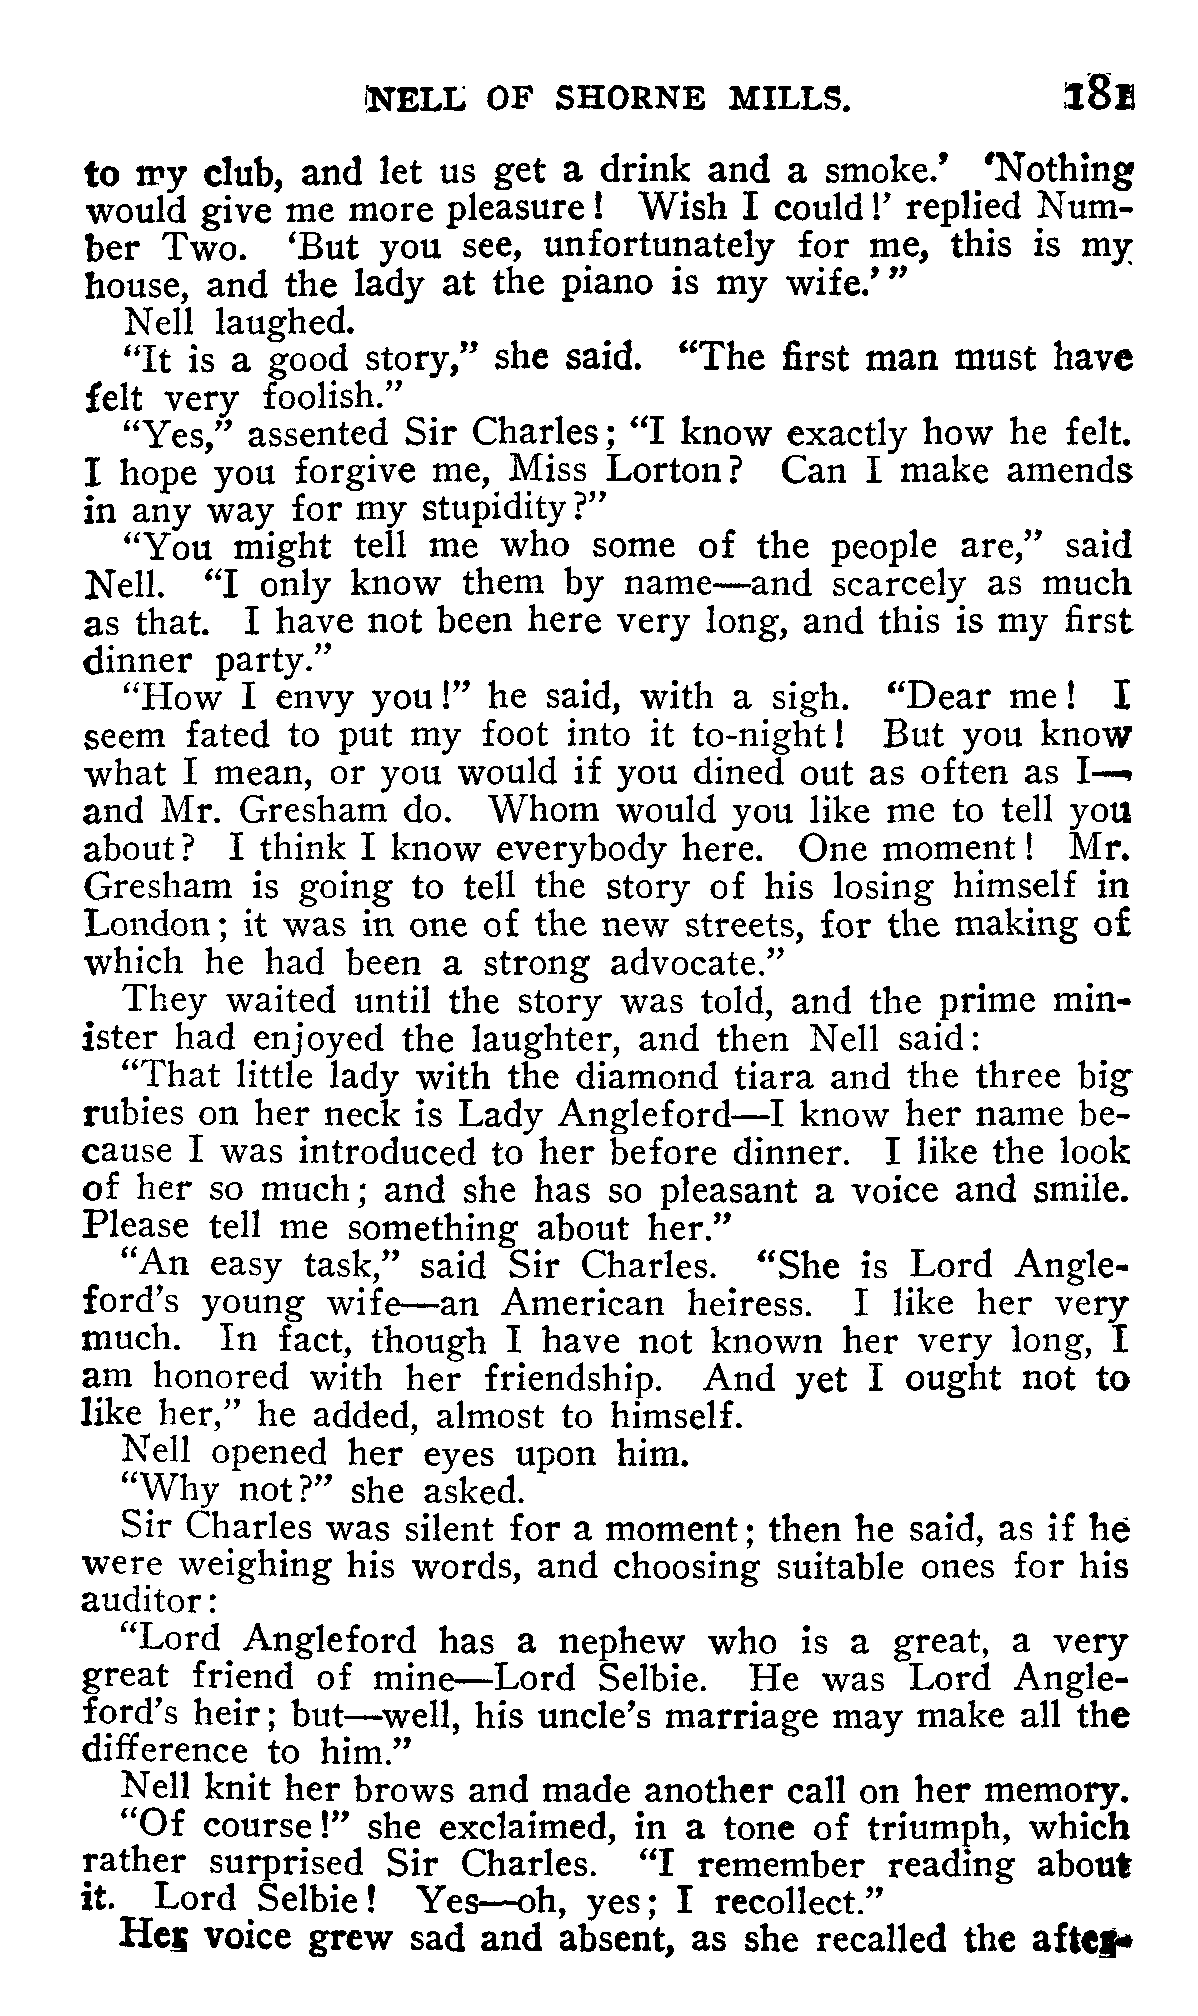 NELL OF SHORNE MILLS. 181
to my club, and let us get a drink and a smoke.’ ‘Nothing
would give me more pleasure! Wish I could!’ replied Num-
ber Two. ‘But you see, unfortunately for me, this is my
house, and the lady at the piano is my wife.’”
Nell laughed.
“It is a good story,” she said. “The first man must have
felt very foolish.”
“Yes,” assented Sir Charles; “I know exactly how he felt.
I hope you forgive me, Miss Lorton? Can I make amends
in any way for my stupidity?”
“You might tell me who some of the people are,” said
Nell. “I only know them by name—and scarcely as much
as that. I have not been here very long, and this is my first
dinner party.”
“How I envy you!” he said, with a sigh. “Dear me! I
seem fated to put my foot into it to-night! But you know
what I mean, or you would if you dined out as often as I—
and Mr. Gresham do. Whom would you like me to tell you
about? I think I know everybody here. One moment! Mr.
Gresham is going to tell the story of his losing himself in
London; it was in one of the new streets, for the making of
which he had been a strong advocate.”
They waited until the story was told, and the prime min-
ister had enjoyed the laughter, and then Nell said:
“That little lady with the diamond tiara and the three big
rubies on her neck is Lady Angleford—I know her name be-
cause I was introduced to her before dinner. I like the look
of her so much; and she has so pleasant a voice and smile.
Please tell me something about her.”
“An easy task,” said Sir Charles. “She is Lord Angle-
ford’s young wife—an American heiress. I like her very
much. In fact, though I have not known her very long, I
am honored with her friendship. And yet I ought not to
like her,” he added, almost to himself.
Nell opened her eyes upon him.
“Why not?” she asked.
Sir Charles was silent for a moment; then he said, as if he
were weighing his words, and choosing suitable ones for his
auditor:
“Lord Angleford has a nephew who is a great, a very
great friend of mine—Lord Selbie. He was Lord Angle-
ford’s heir; but—well, his uncle’s marriage may make all the
difference to him.”
Nell knit her brows and made another call on her memory.
“Of course!” she exclaimed, in a tone of triumph, which
rather surprised Sir Charles. “I remember reading about
it. Lord Selbie! Yes—oh, yes; I recollect.”
Her voice grew sad and absent, as she recalled the after-